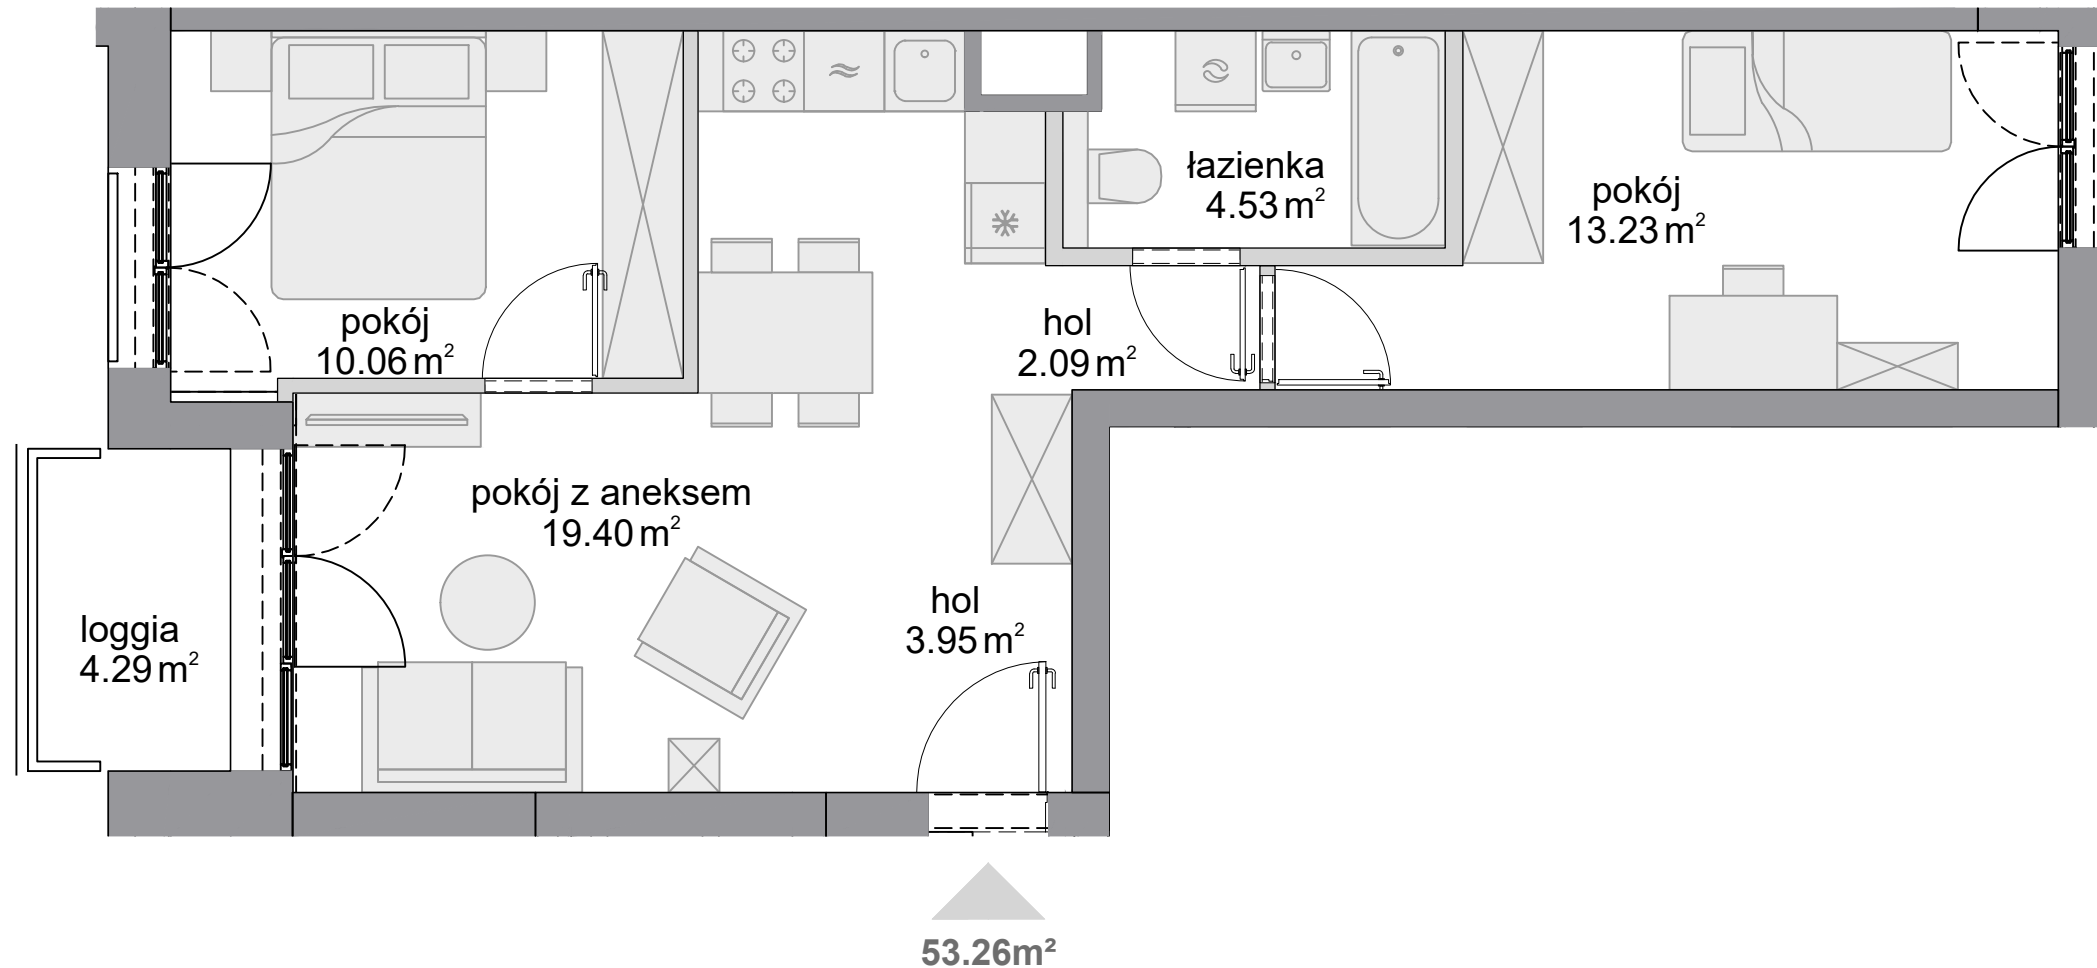 łazienka
4.53 m²
pokój
13.23 m²
pokój
10.06 m²
hol
2.09 m²
pokój z aneksem
19.40 m²
hol
3.95 m²
loggia
4.29 m²
53.26m²